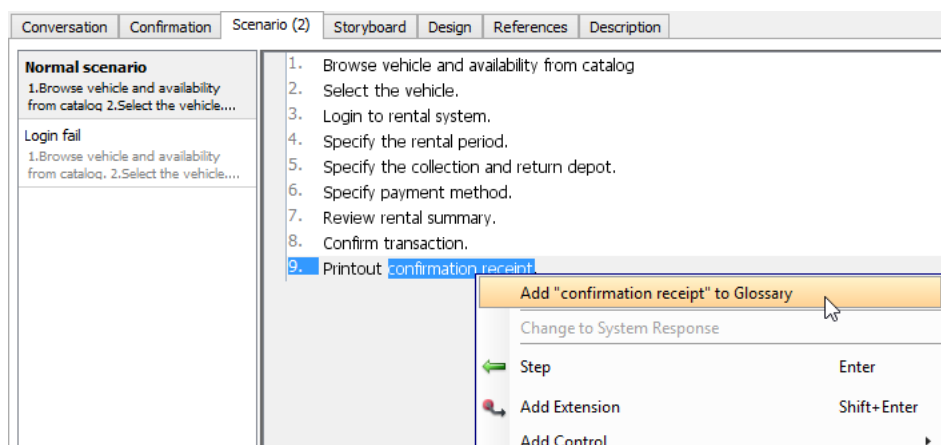 Conversation Confirmation Scenario (2) Storyboard Design References Description
Normal scenario
1.Browse vehicle and availability
from catalog 2.Select the vehicle....
Login fail
1.Browse vehicle and availability
from catalog. 2.Select the vehicle....
1. Browse vehicle and availability from catalog
2. Select the vehicle.
3. Login to rental system.
4. Specify the rental period.
5. Specify the collection and return depot.
6. Specify payment method.
7. Review rental summary.
8. Confirm transaction.
9. Printout confirmation receipt.
Add "confirmation receipt" to Glossary
Change to System Response
Step Enter
Add Extension Shift+Enter
Add Control